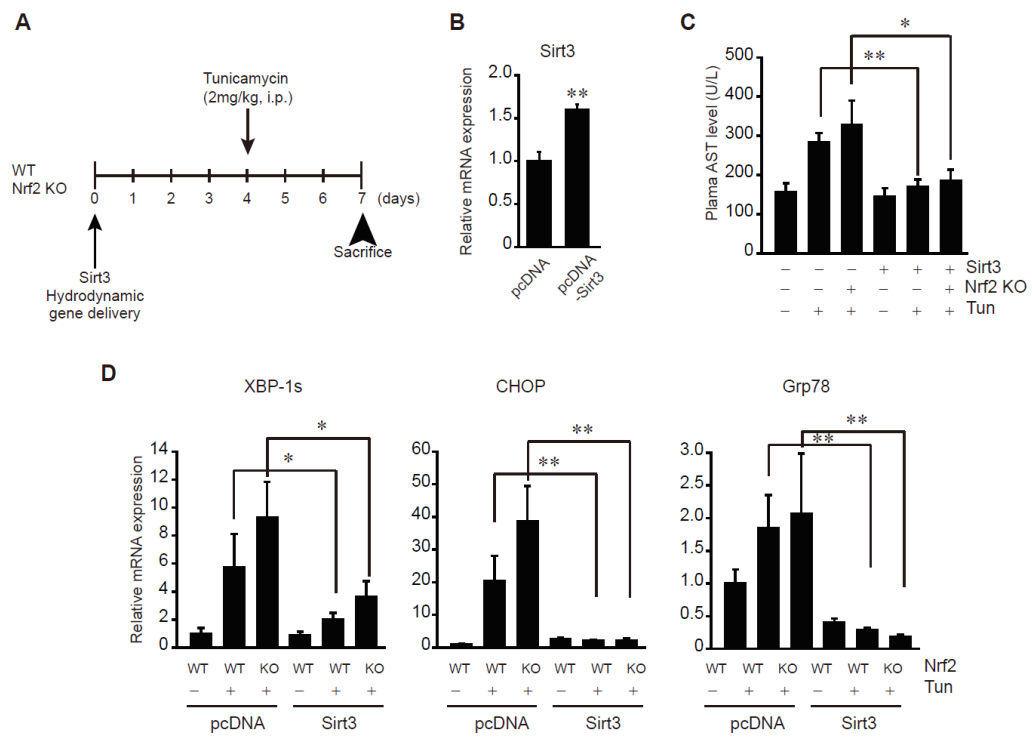 A
Tunicamycin
(2mg/kg, i.p.)
WT
Nrf2 KO
0 1 2 3 4 5 6 7 (days)
Sirt3
Hydrodynamic
gene delivery
Sacrifice
B
Sirt3
Relative mRNA expression
2.0
1.5
1.0
0.5
0
**
pcDNA
pcDNA
-Sirt3
C
Plama AST level (U/L)
500
400
300
200
100
0
*
**
− − − + + + Sirt3
− − + − − + Nrf2 KO
− + + − + + Tun
D
XBP-1s
Relative mRNA expression
14
12
10
8
6
4
2
0
*
*
WT WT KO WT WT KO
− + + − + +
pcDNA Sirt3
CHOP
60
50
40
30
20
10
0
**
**
WT WT KO WT WT KO
− + + − + +
pcDNA Sirt3
Grp78
3.0
2.5
2.0
1.5
1.0
0.5
0
**
**
WT WT KO WT WT KO Nrf2
− + + − + + Tun
pcDNA Sirt3